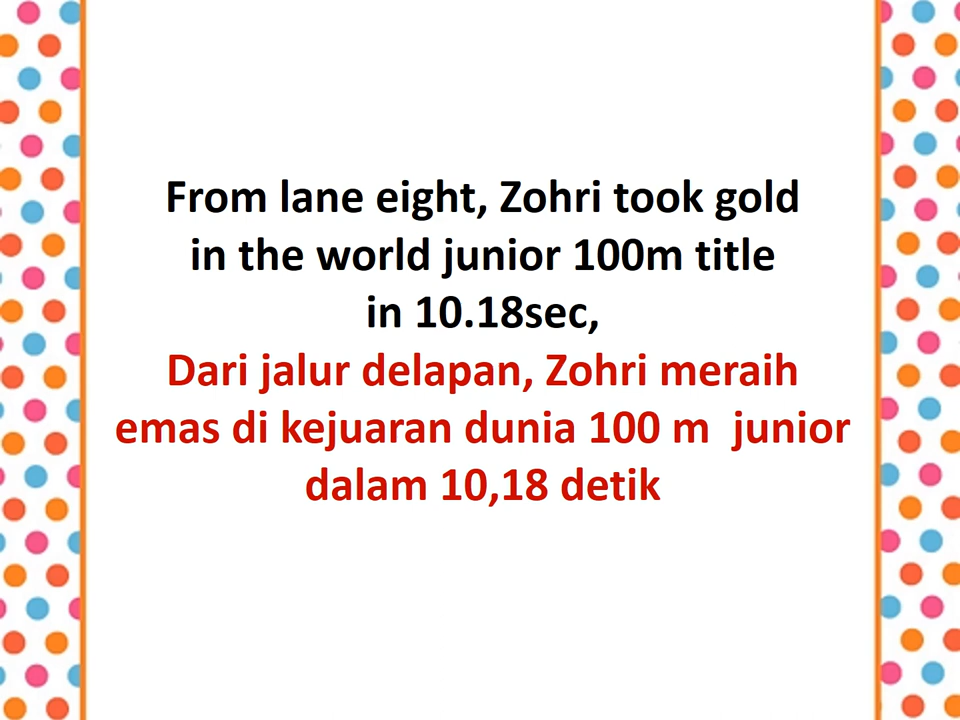 From lane eight, Zohri took gold
in the world junior 100m title
in 10.18sec,
Dari jalur delapan, Zohri meraih
emas di kejuaran dunia 100 m  junior
dalam 10,18 detik